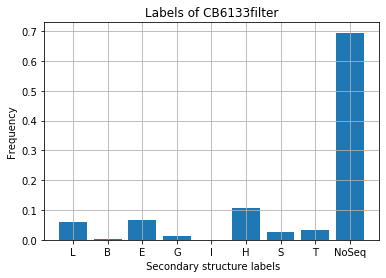 Labels of CB6133filter
0.7
0.6
0.5
0.4
0.3
0.2
0.1
0.0
Frequency
L B E G I H S T NoSeq
Secondary structure labels